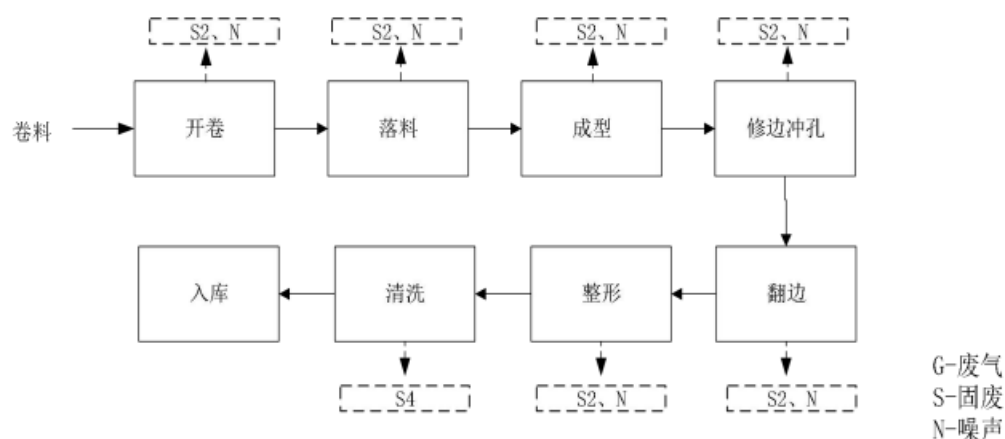 S2、N
S2、N
S2、N
S2、N
卷料
开卷
落料
成型
修边冲孔
入库
清洗
整形
翻边
S4
S2、N
S2、N
G-废气
S-固废
N-噪声